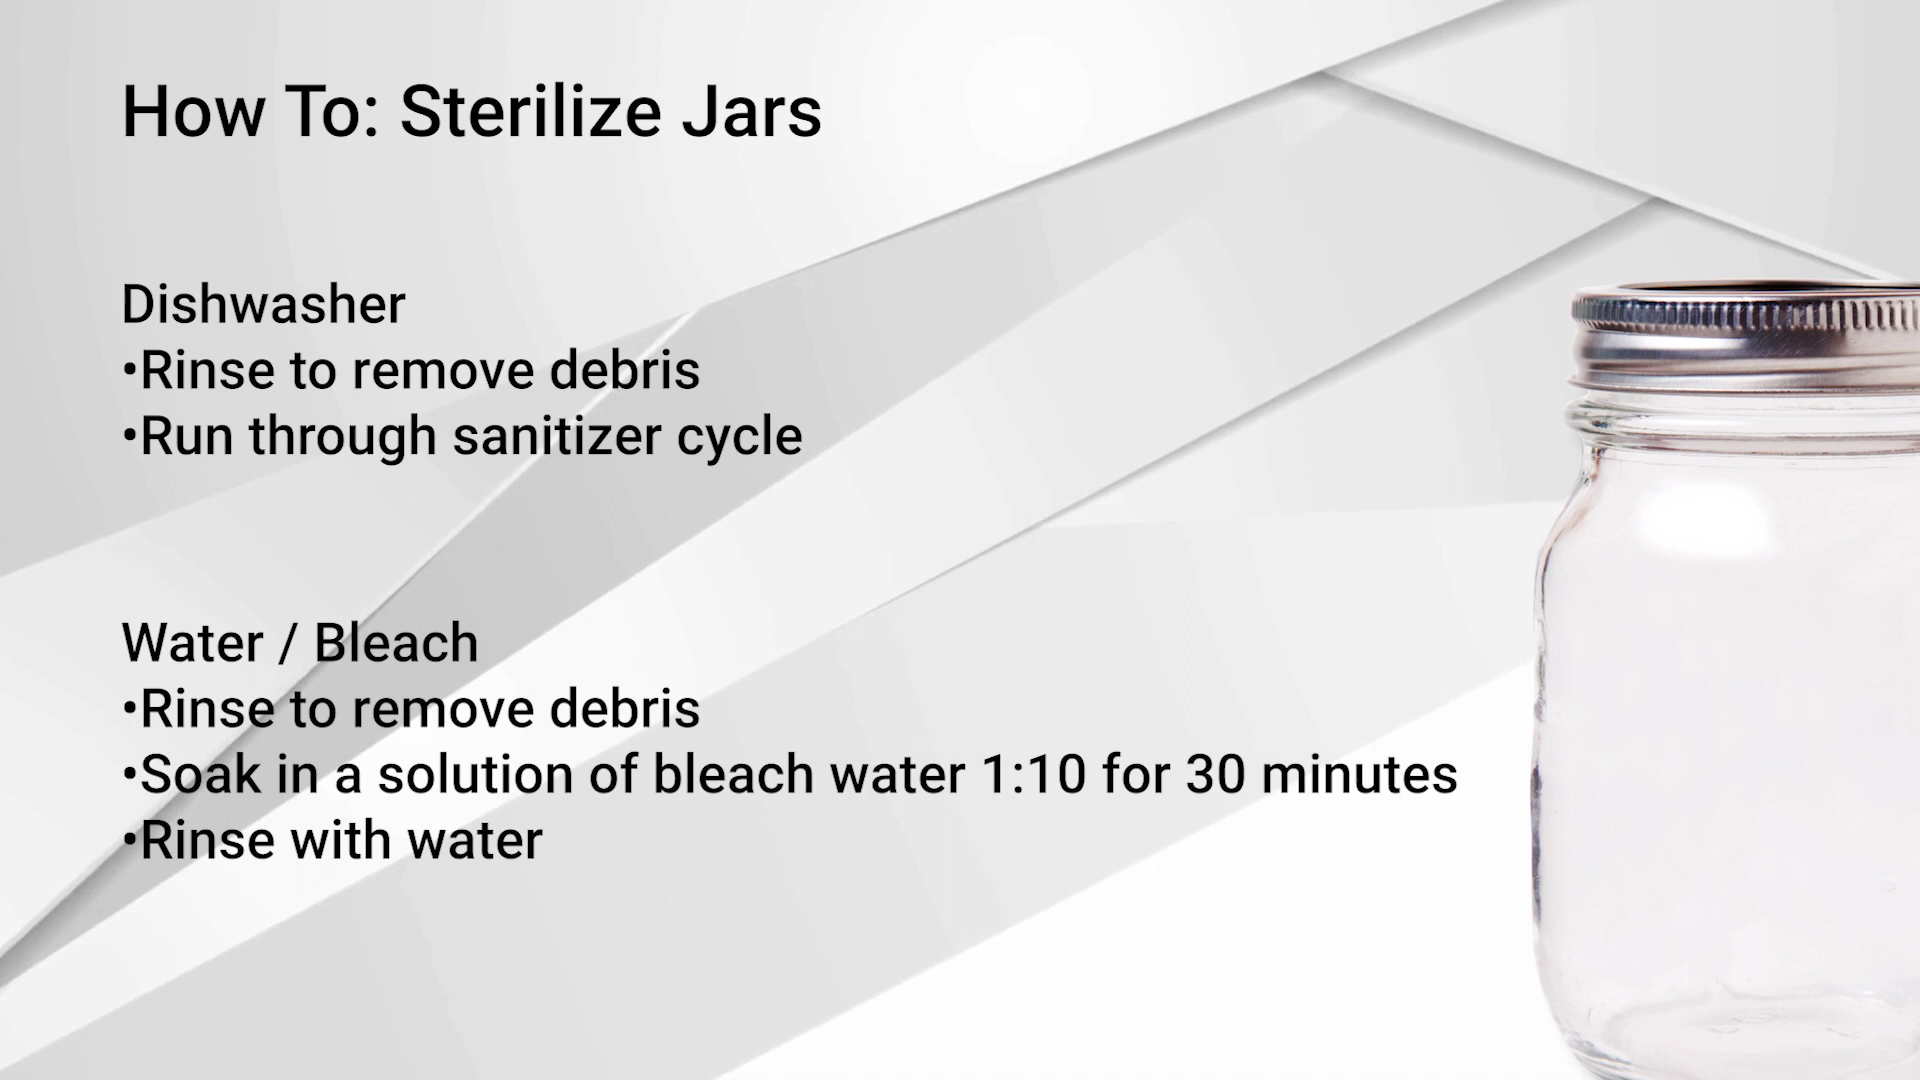 How To: Sterilize Jars
Dishwasher
•Rinse to remove debris
•Run through sanitizer cycle
Water / Bleach
•Rinse to remove debris
•Soak in a solution of bleach water 1:10 for 30 minutes
•Rinse with water